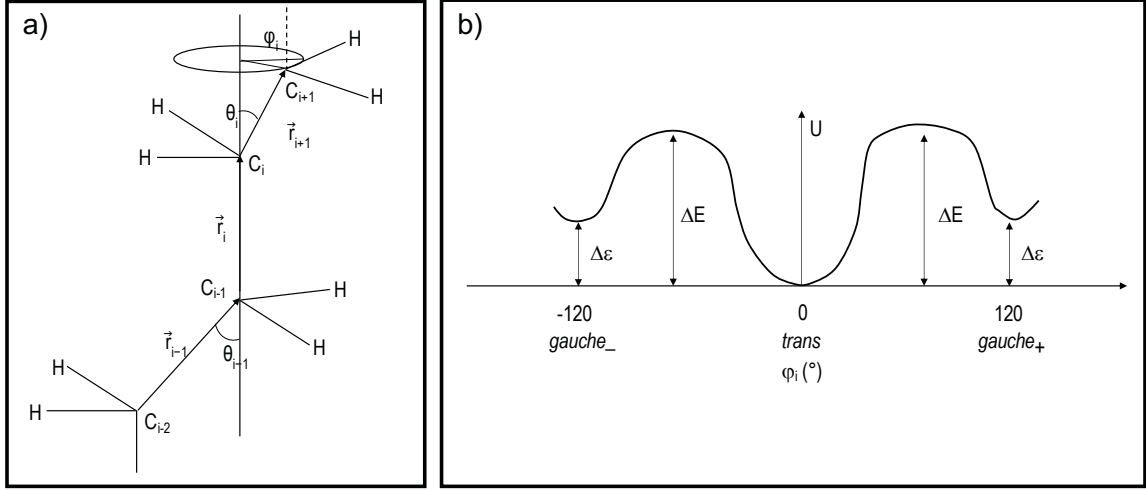 a)
φi
H
H
Ci+1
θi
r⃗i+1
H
H
Ci
r⃗i
Ci-1
H
H
r⃗i−1
θi−1
H
H
Ci-2
b)
U
ΔE
ΔE
Δε
Δε
-120
0
120
gauche_
trans
gauche+
φi (°)